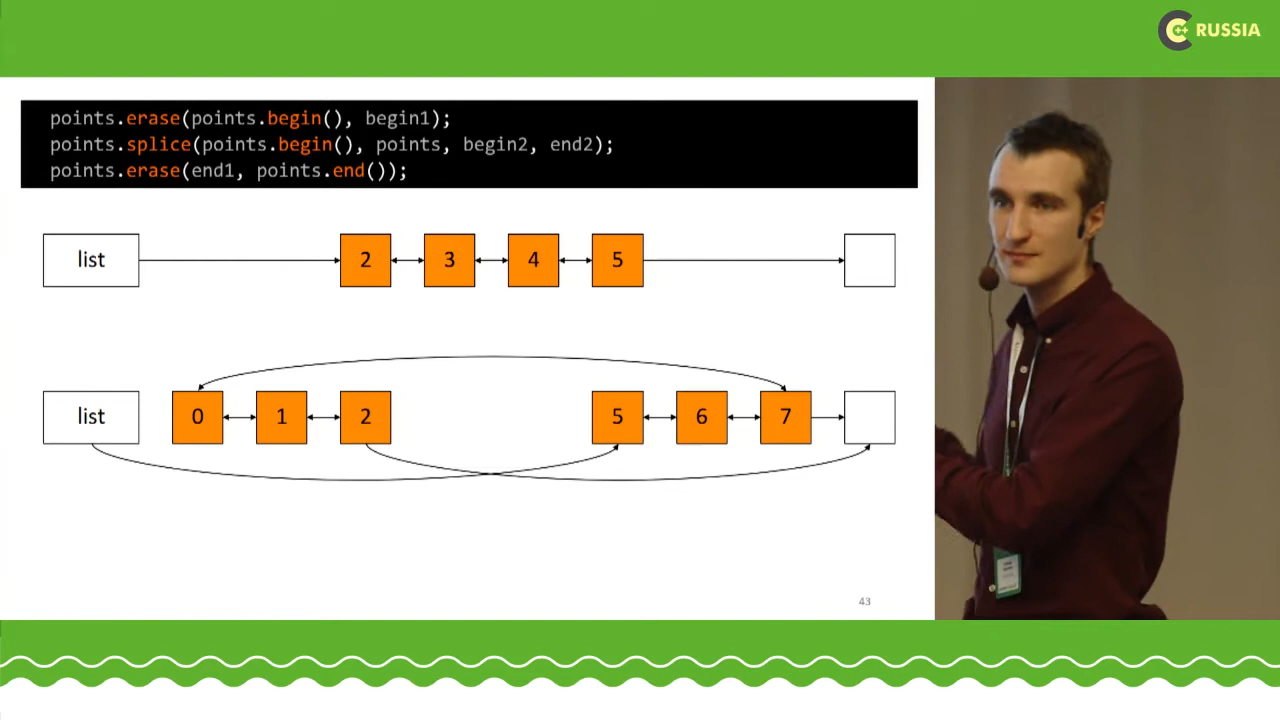 C++ RUSSIA
points.erase(points.begin(), begin1);
points.splice(points.begin(), points, begin2, end2);
points.erase(end1, points.end());
list 2 3 4 5
list 0 1 2 5 6 7
43